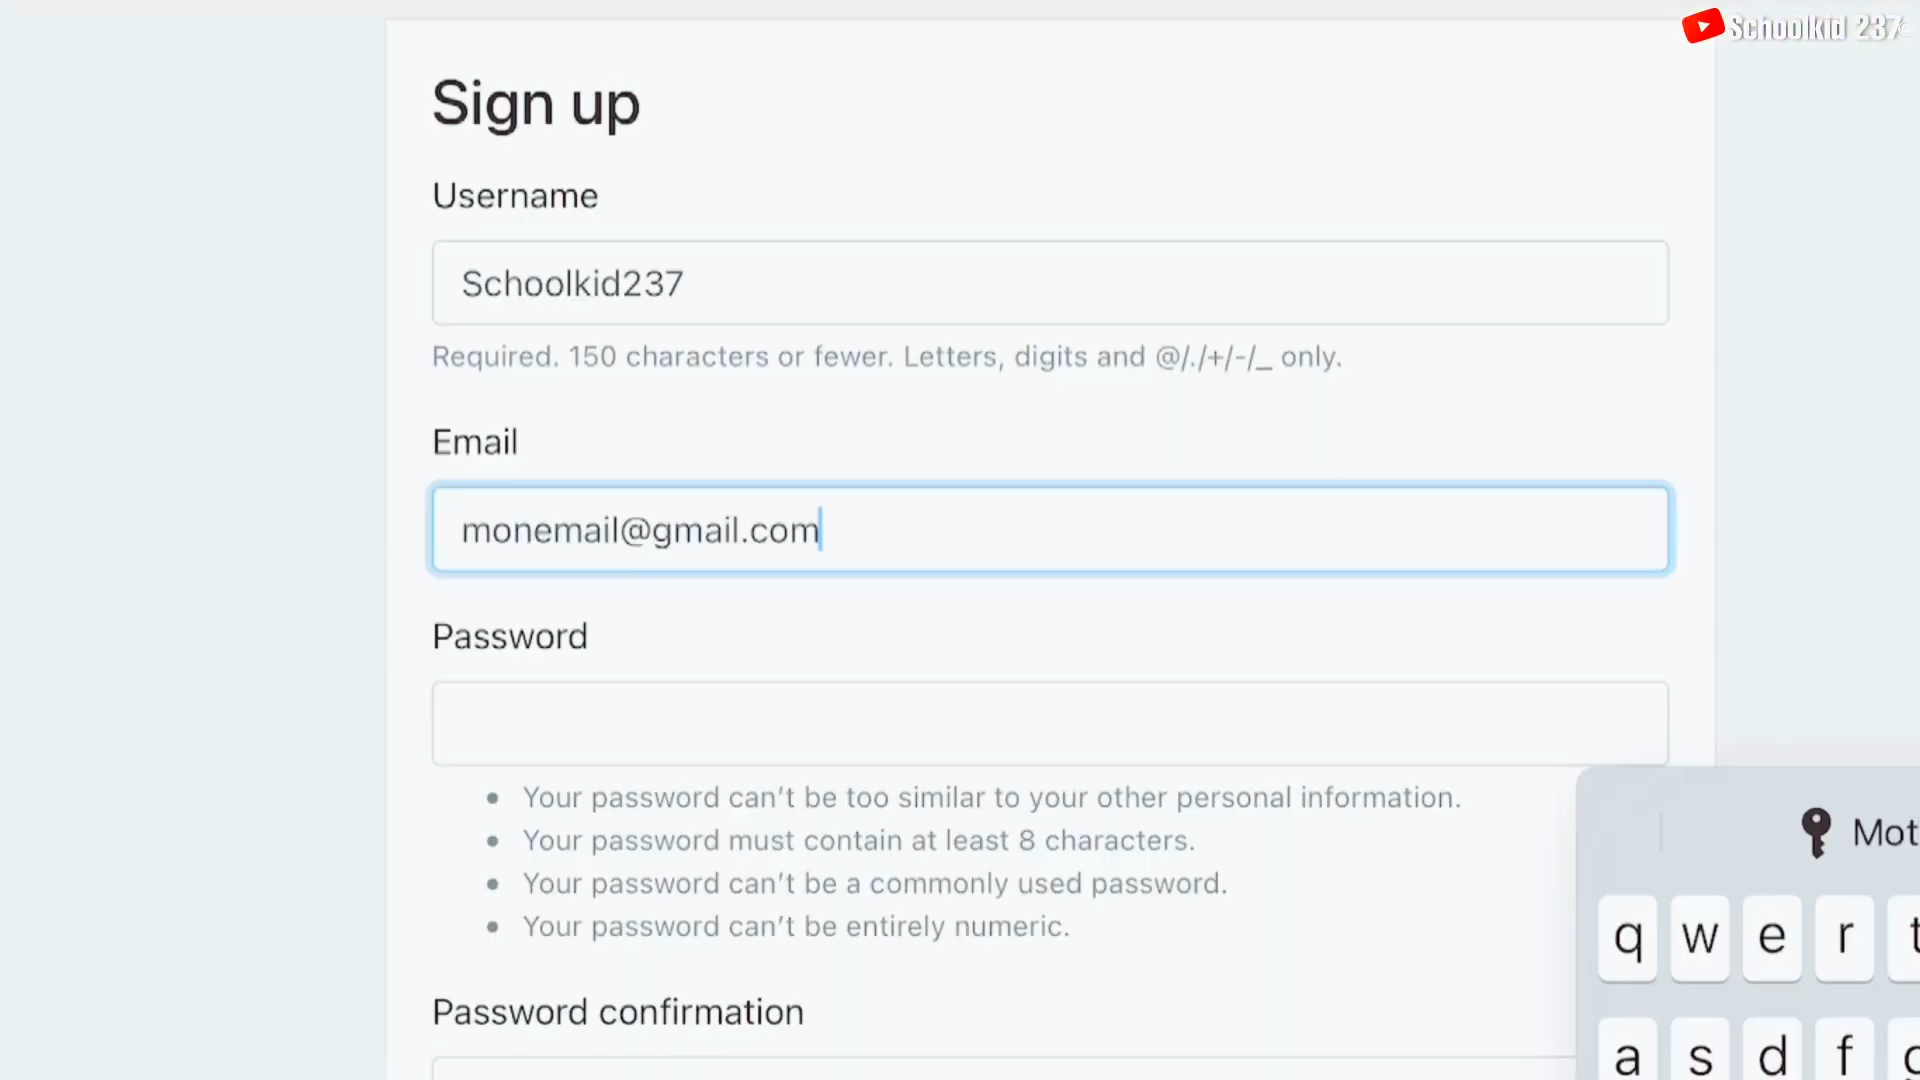 Schoolkid 237
Sign up
Username
Schoolkid237
Required. 150 characters or fewer. Letters, digits and @/./+/-/_ only.
Email
monemail@gmail.com
Password
Your password can't be too similar to your other personal information.
Your password must contain at least 8 characters.
Your password can't be a commonly used password.
Your password can't be entirely numeric.
Mot
q w e r t
Password confirmation
a s d f g